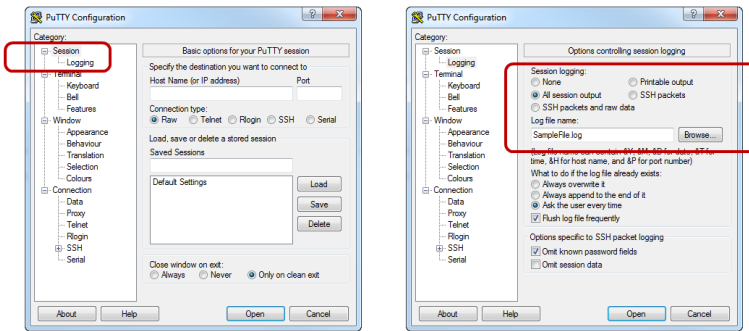 PuTTY Configuration
Category:
Session
Logging
Terminal
Keyboard
Bell
Features
Window
Appearance
Behaviour
Translation
Selection
Colours
Connection
Data
Proxy
Telnet
Rlogin
SSH
Serial
Basic options for your PuTTY session
Specify the destination you want to connect to
Host Name (or IP address) Port
Connection type:
Raw Telnet Rlogin SSH Serial
Load, save or delete a stored session
Saved Sessions
Default Settings
Load
Save
Delete
Close window on exit:
Always Never Only on clean exit
About Help Open Cancel
PuTTY Configuration
Category:
Session
Logging
Terminal
Keyboard
Bell
Features
Window
Appearance
Behaviour
Translation
Selection
Colours
Connection
Data
Proxy
Telnet
Rlogin
SSH
Serial
Options controlling session logging
Session logging:
None Printable output
All session output SSH packets
SSH packets and raw data
Log file name:
SampleFile.log Browse...
(Log file name can contain &Y, &M, &D for date, &T for
time, &H for host name, and &P for port number)
What to do if the log file already exists:
Always overwrite it
Always append to the end of it
Ask the user every time
Flush log file frequently
Options specific to SSH packet logging
Omit known password fields
Omit session data
About Help Open Cancel